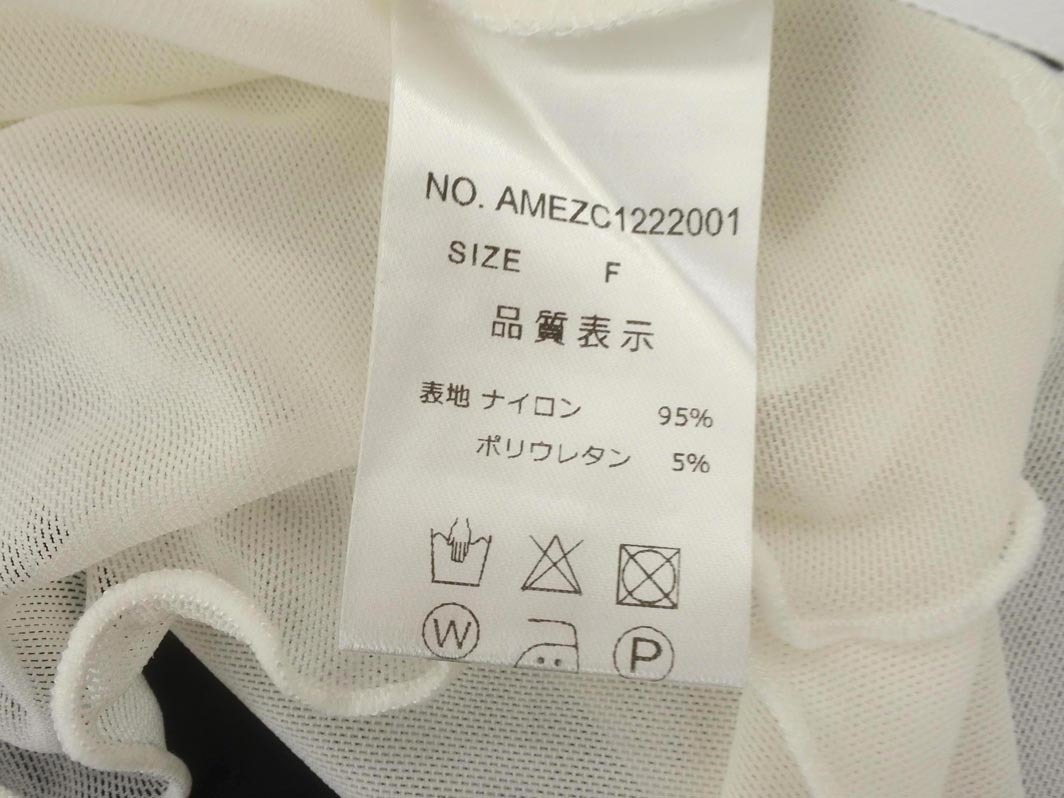 NO. AMEZC1222001
SIZE F
品質表示
表地 ナイロン 95%
ポリウレタン 5%
W P